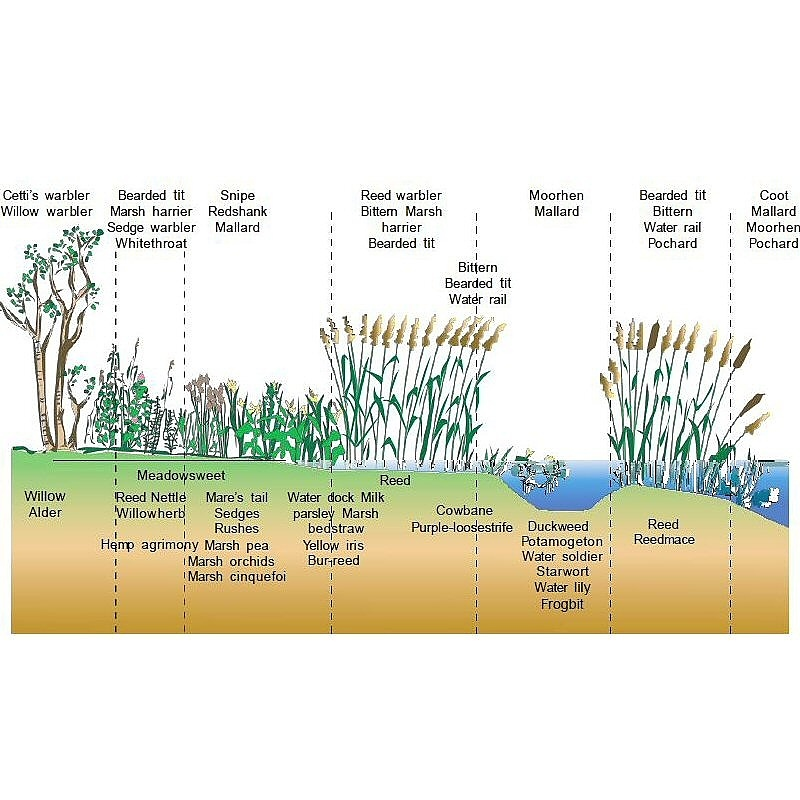 Cetti's warbler
Willow warbler
Bearded tit
Marsh harrier
Sedge warbler
Whitethroat
Snipe
Redshank
Mallard
Reed warbler
Bittern Marsh
harrier
Bearded tit
Bittern
Bearded tit
Water rail
Moorhen
Mallard
Bearded tit
Bittern
Water rail
Pochard
Coot
Mallard
Moorhen
Pochard
Willow
Alder
Meadowsweet
Reed Nettle
Willowherb
Hemp agrimony
Mare's tail
Sedges
Rushes
Marsh pea
Marsh orchids
Marsh cinquefoi
Water dock Milk
parsley Marsh
bedstraw
Yellow iris
Bur-reed
Reed
Cowbane
Purple-loosestrife
Duckweed
Potamogeton
Water soldier
Starwort
Water lily
Frogbit
Reed
Reedmace